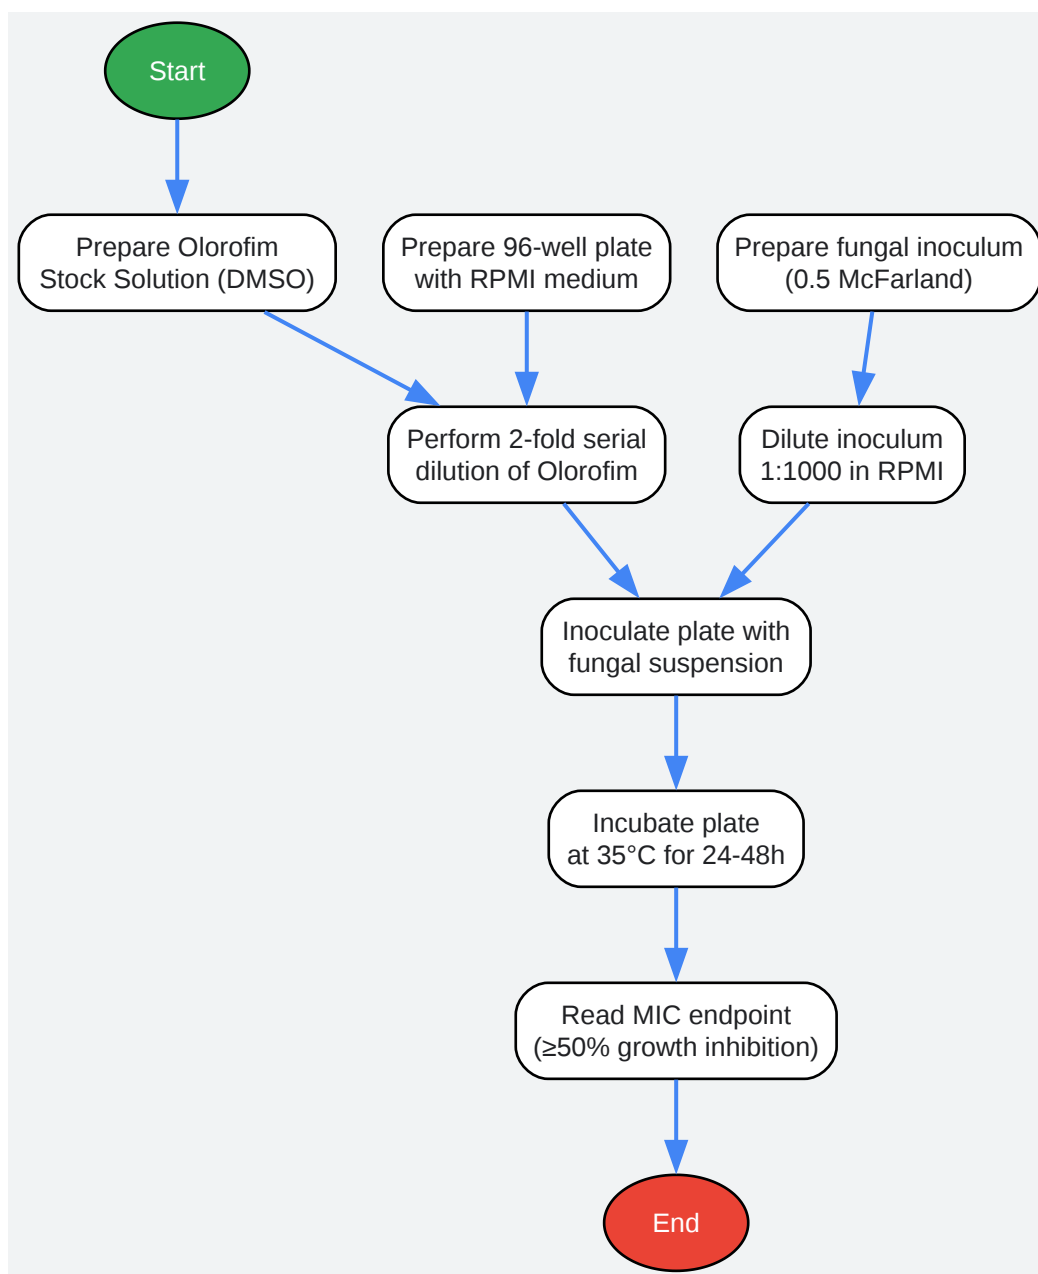 Start
Prepare Olorofim
Stock Solution (DMSO)
Prepare 96-well plate
with RPMI medium
Prepare fungal inoculum
(0.5 McFarland)
Perform 2-fold serial
dilution of Olorofim
Dilute inoculum
1:1000 in RPMI
Inoculate plate with
fungal suspension
Incubate plate
at 35°C for 24-48h
Read MIC endpoint
(≥50% growth inhibition)
End